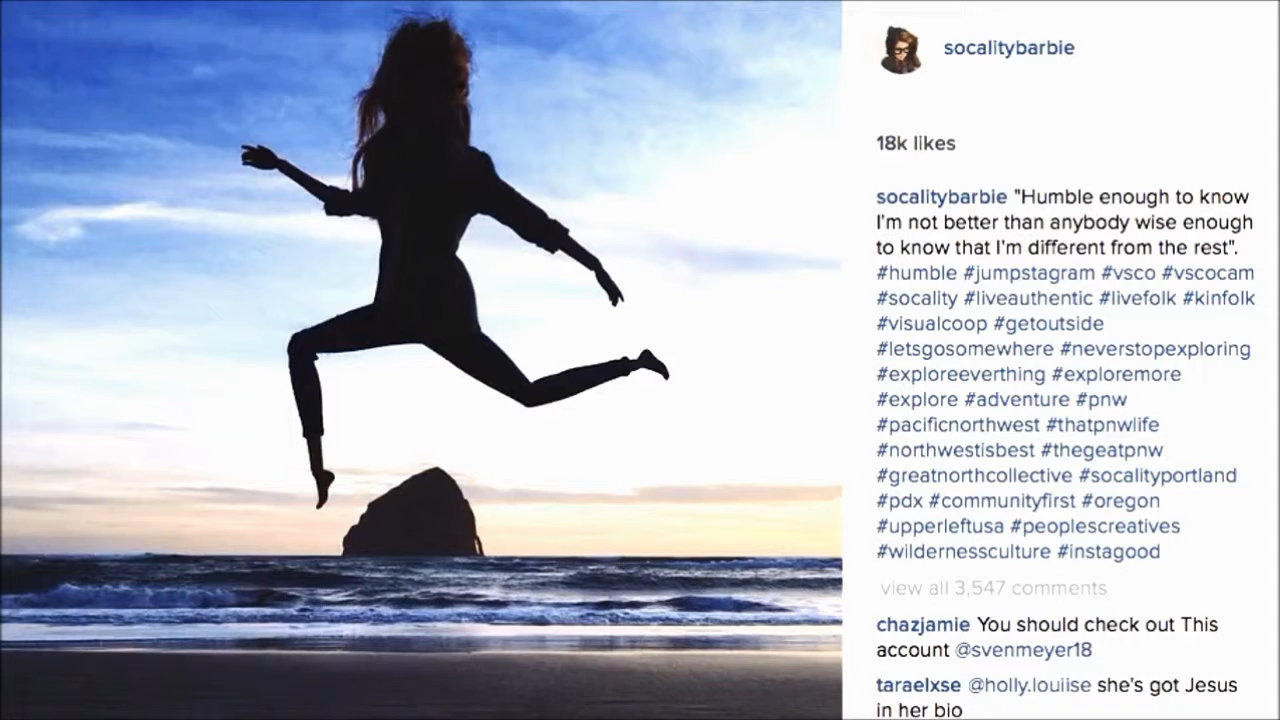 socalitybarbie
18k likes
socalitybarbie "Humble enough to know
I'm not better than anybody wise enough
to know that I'm different from the rest".
#humble #jumpstagram #vsco #vscocam
#socality #liveauthentic #livefolk #kinfolk
#visualcoop #getoutside
#letsgosomewhere #neverstopexploring
#exploreeverthing #exploremore
#explore #adventure #pnw
#pacificnorthwest #thatpnwlife
#northwestisbest #thegeatpnw
#greatnorthcollective #socalityportland
#pdx #communityfirst #oregon
#upperleftusa #peoplescreatives
#wildernessculture #instagood
view all 3,547 comments
chazjamie You should check out This
account @svenmeyer18
taraelxse @holly.louiise she's got Jesus
in her bio